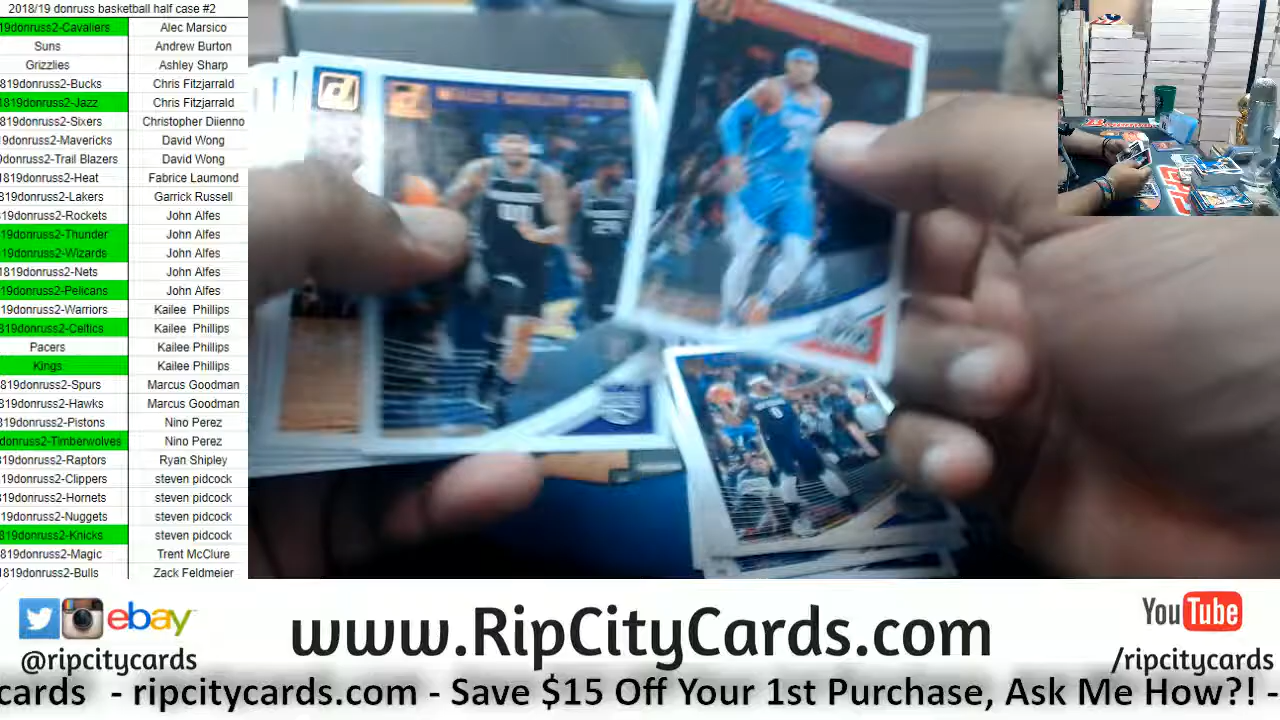 2018/19 donruss basketball half case #2
19donruss2-Cavaliers Alec Marsico
Suns Andrew Burton
Grizzlies Ashley Sharp
1819donruss2-Bucks Chris Fitzjarrald
1819donruss2-Jazz Chris Fitzjarrald
1819donruss2-Sixers Christopher Diienno
19donruss2-Mavericks David Wong
19donruss2-Trail Blazers David Wong
1819donruss2-Heat Fabrice Laumond
1819donruss2-Lakers Garrick Russell
19donruss2-Rockets John Alfes
19donruss2-Thunder John Alfes
19donruss2-Wizards John Alfes
1819donruss2-Nets John Alfes
19donruss2-Pelicans John Alfes
19donruss2-Warriors Kailee Phillips
19donruss2-Celtics Kailee Phillips
Pacers Kailee Phillips
Kings Kailee Phillips
1819donruss2-Spurs Marcus Goodman
819donruss2-Hawks Marcus Goodman
819donruss2-Pistons Nino Perez
donruss2-Timberwolves Nino Perez
819donruss2-Raptors Ryan Shipley
819donruss2-Clippers steven pidcock
819donruss2-Hornets steven pidcock
19donruss2-Nuggets steven pidcock
819donruss2-Knicks steven pidcock
819donruss2-Magic Trent McClure
1819donruss2-Bulls Zack Feldmeier
ebay
@ripcitycards
www.RipCityCards.com
YouTube
/ripcitycards
cards - ripcitycards.com - Save $15 Off Your 1st Purchase, Ask Me How?! -